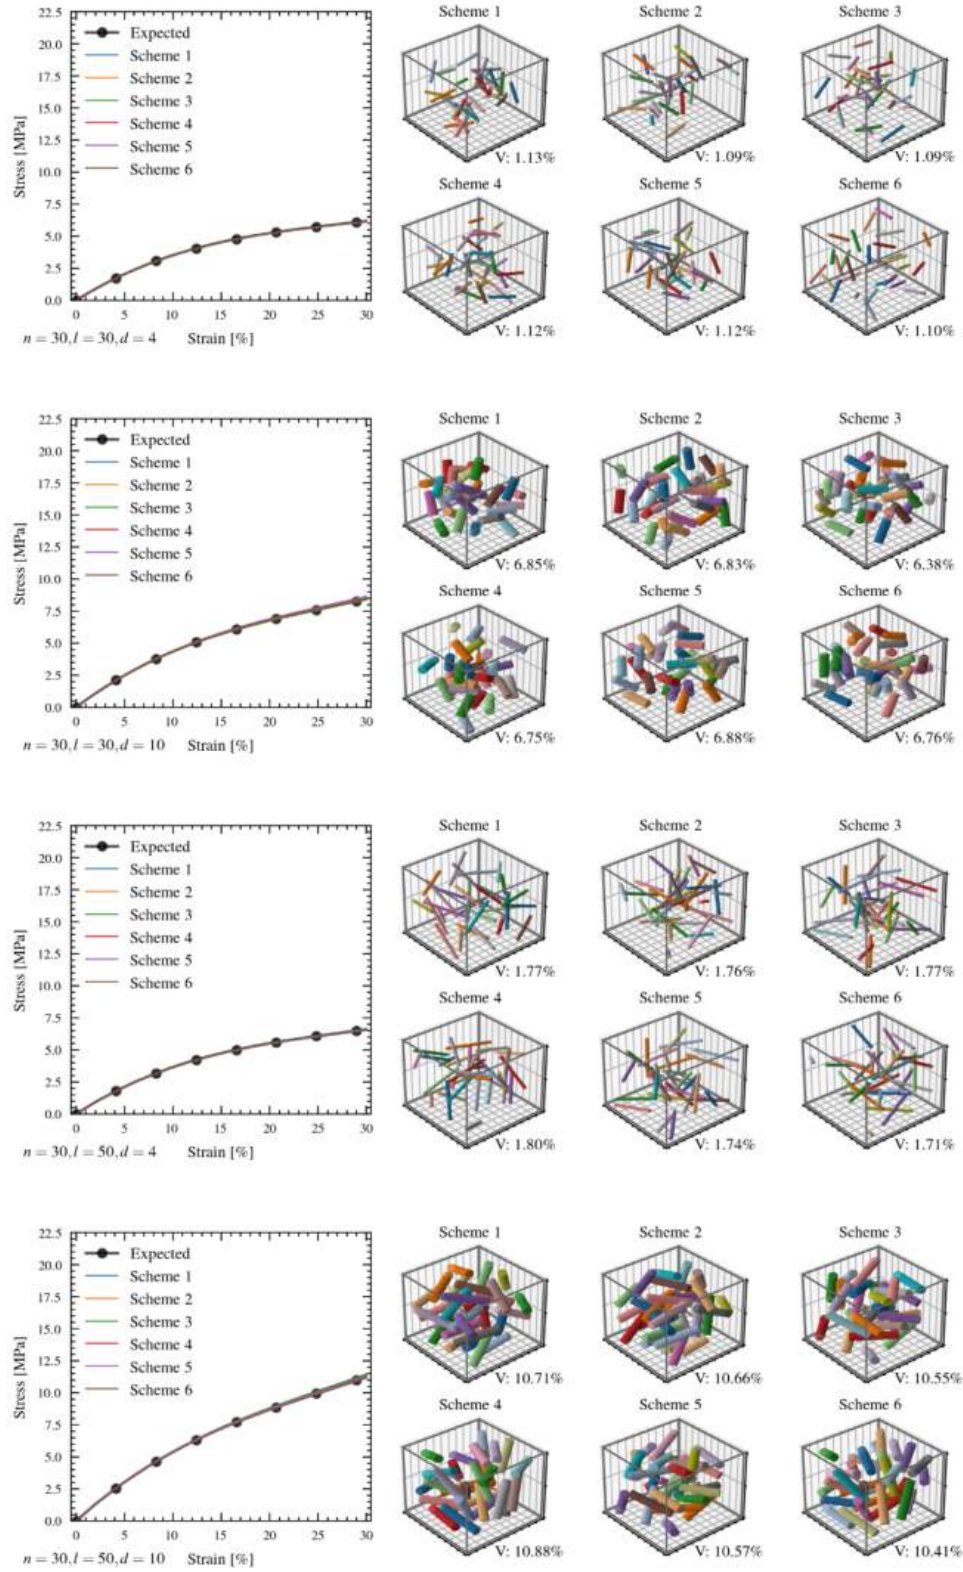 22.5
20.0
17.5
15.0
12.5
10.0
7.5
5.0
2.5
0.0
Stress [MPa]
Expected
Scheme 1
Scheme 2
Scheme 3
Scheme 4
Scheme 5
Scheme 6
0 5 10 15 20 25 30
n = 30, l = 30, d = 4 Strain [%]
Scheme 1 Scheme 2 Scheme 3
V: 1.13% V: 1.09% V: 1.09%
Scheme 4 Scheme 5 Scheme 6
V: 1.12% V: 1.12% V: 1.10%
22.5
20.0
17.5
15.0
12.5
10.0
7.5
5.0
2.5
0.0
Stress [MPa]
Expected
Scheme 1
Scheme 2
Scheme 3
Scheme 4
Scheme 5
Scheme 6
0 5 10 15 20 25 30
n = 30, l = 30, d = 10 Strain [%]
Scheme 1 Scheme 2 Scheme 3
V: 6.85% V: 6.83% V: 6.38%
Scheme 4 Scheme 5 Scheme 6
V: 6.75% V: 6.88% V: 6.76%
22.5
20.0
17.5
15.0
12.5
10.0
7.5
5.0
2.5
0.0
Stress [MPa]
Expected
Scheme 1
Scheme 2
Scheme 3
Scheme 4
Scheme 5
Scheme 6
0 5 10 15 20 25 30
n = 30, l = 50, d = 4 Strain [%]
Scheme 1 Scheme 2 Scheme 3
V: 1.77% V: 1.76% V: 1.77%
Scheme 4 Scheme 5 Scheme 6
V: 1.80% V: 1.74% V: 1.71%
22.5
20.0
17.5
15.0
12.5
10.0
7.5
5.0
2.5
0.0
Stress [MPa]
Expected
Scheme 1
Scheme 2
Scheme 3
Scheme 4
Scheme 5
Scheme 6
0 5 10 15 20 25 30
n = 30, l = 50, d = 10 Strain [%]
Scheme 1 Scheme 2 Scheme 3
V: 10.71% V: 10.66% V: 10.55%
Scheme 4 Scheme 5 Scheme 6
V: 10.88% V: 10.57% V: 10.41%